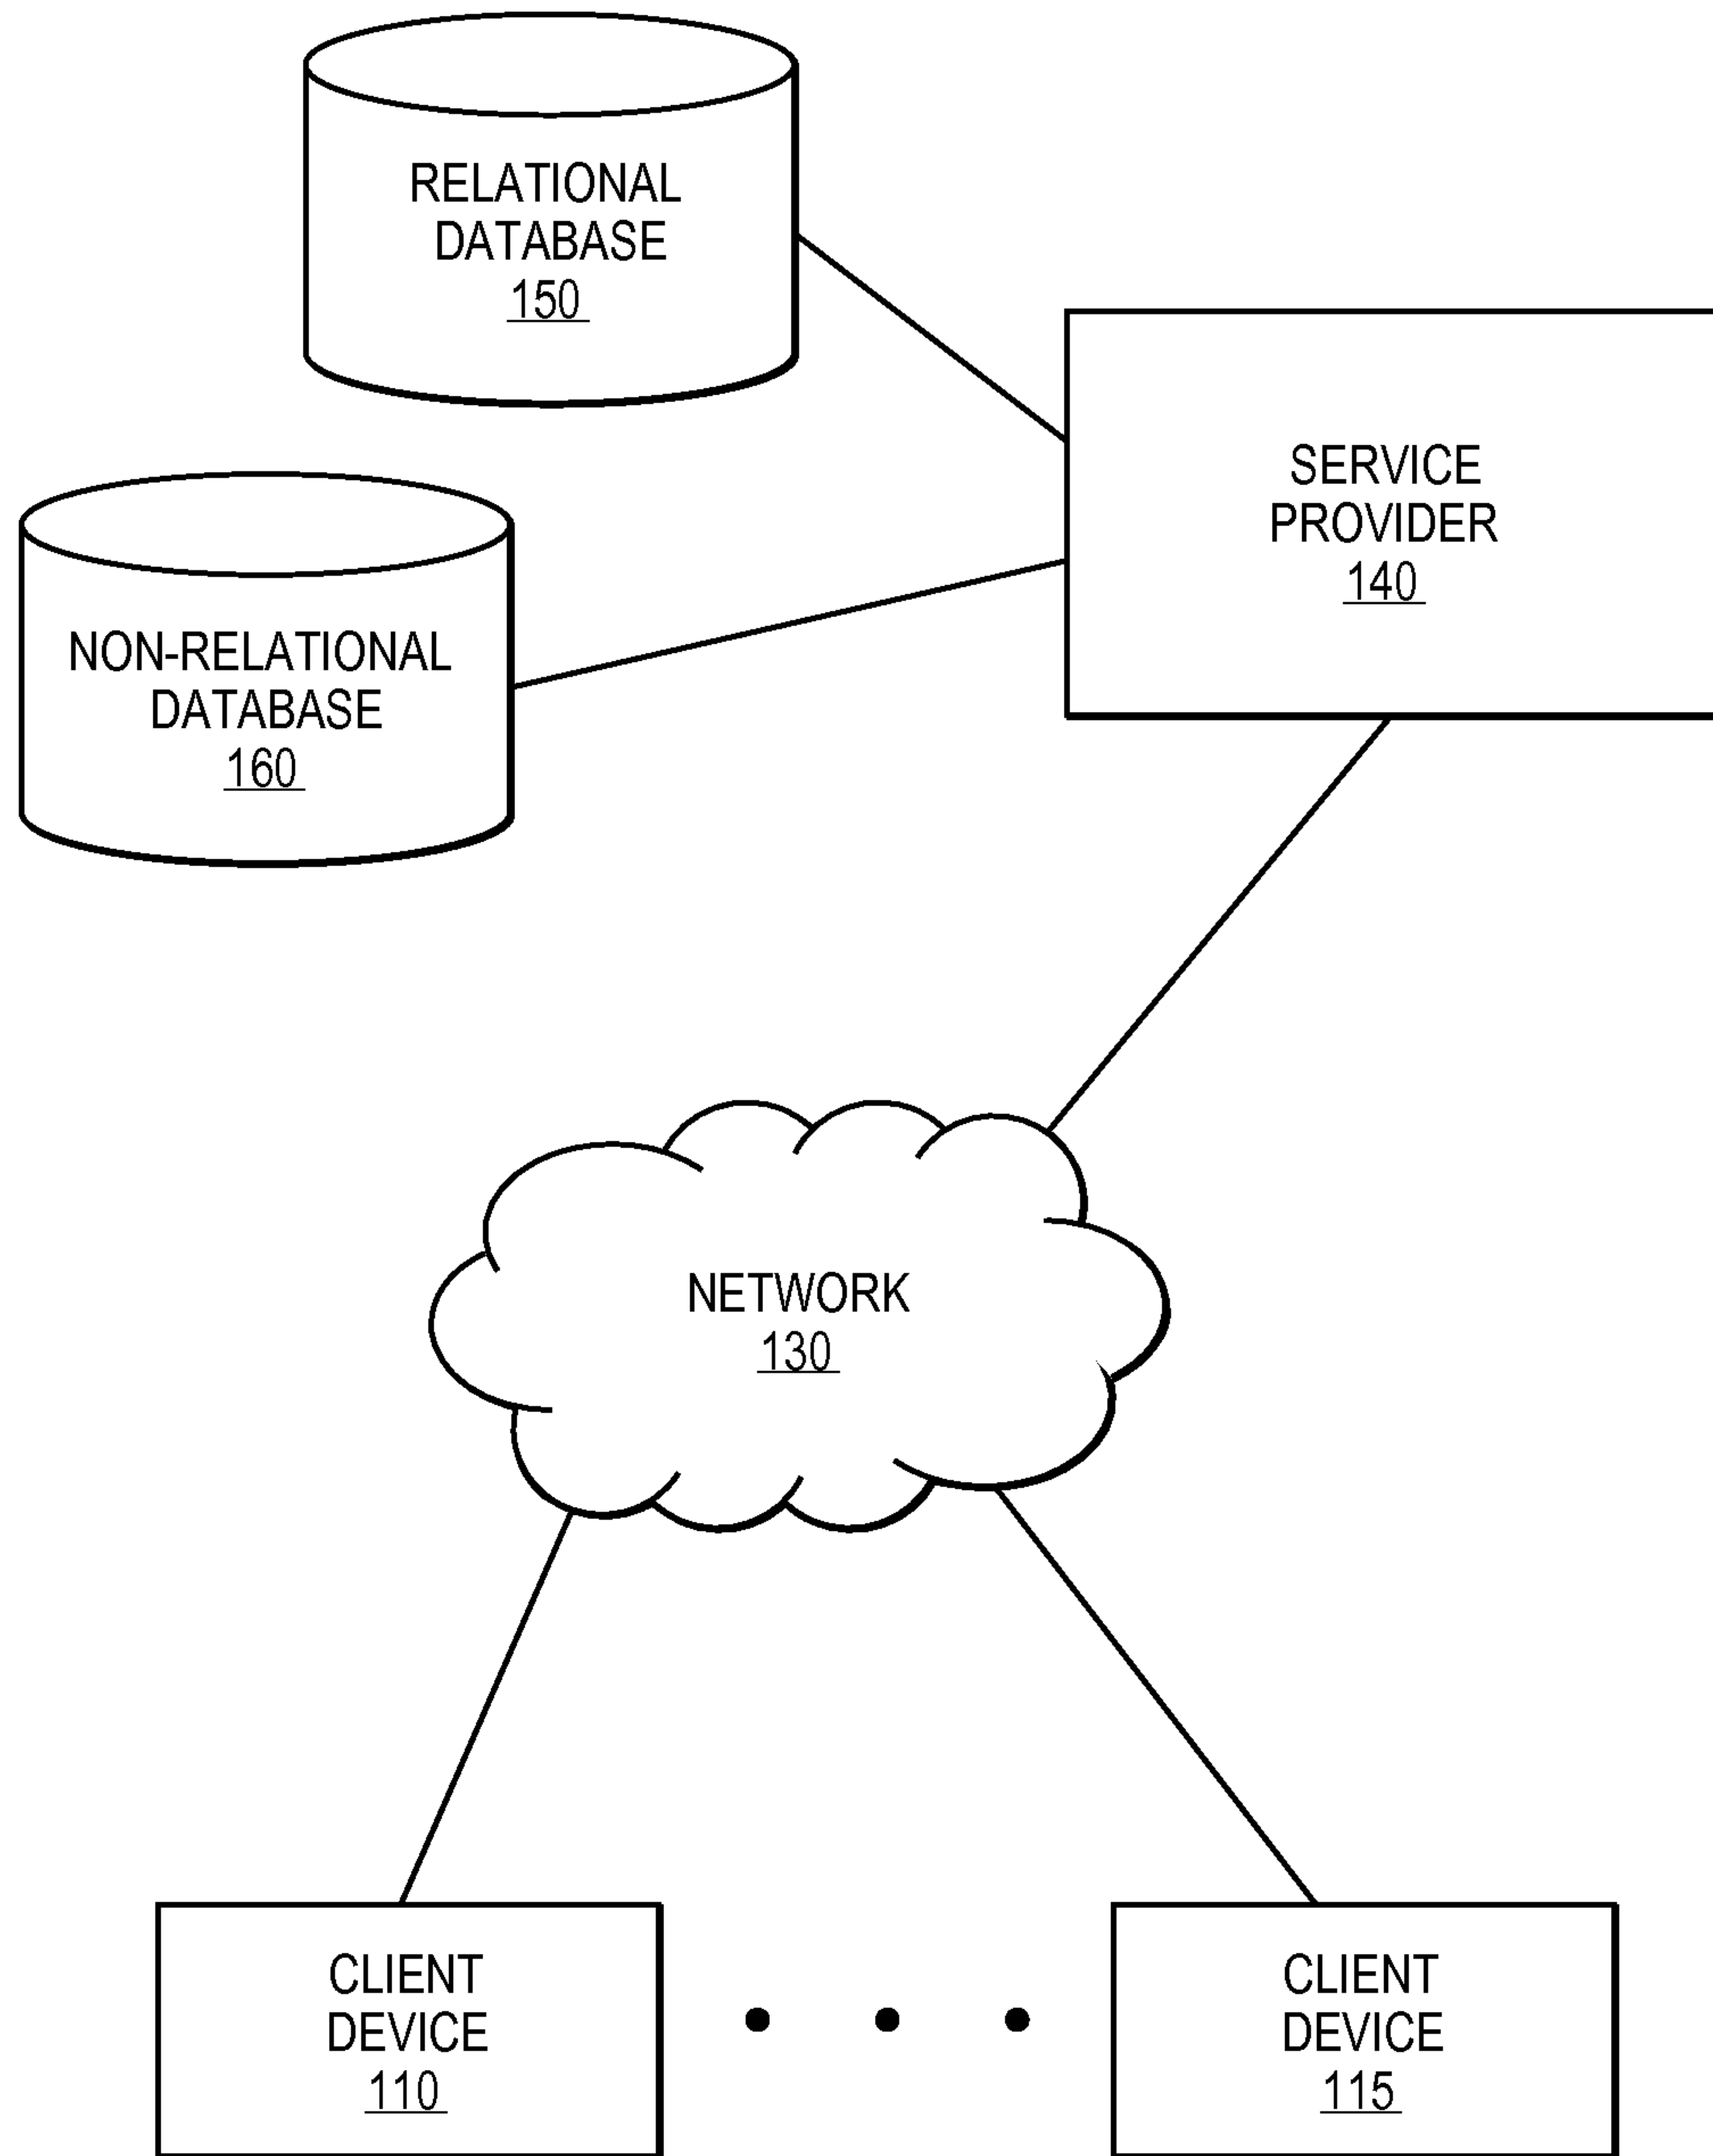 RELATIONAL
DATABASE
150
SERVICE
PROVIDER
140
NON-RELATIONAL
DATABASE
160
NETWORK
130
CLIENT
DEVICE
110
CLIENT
DEVICE
115